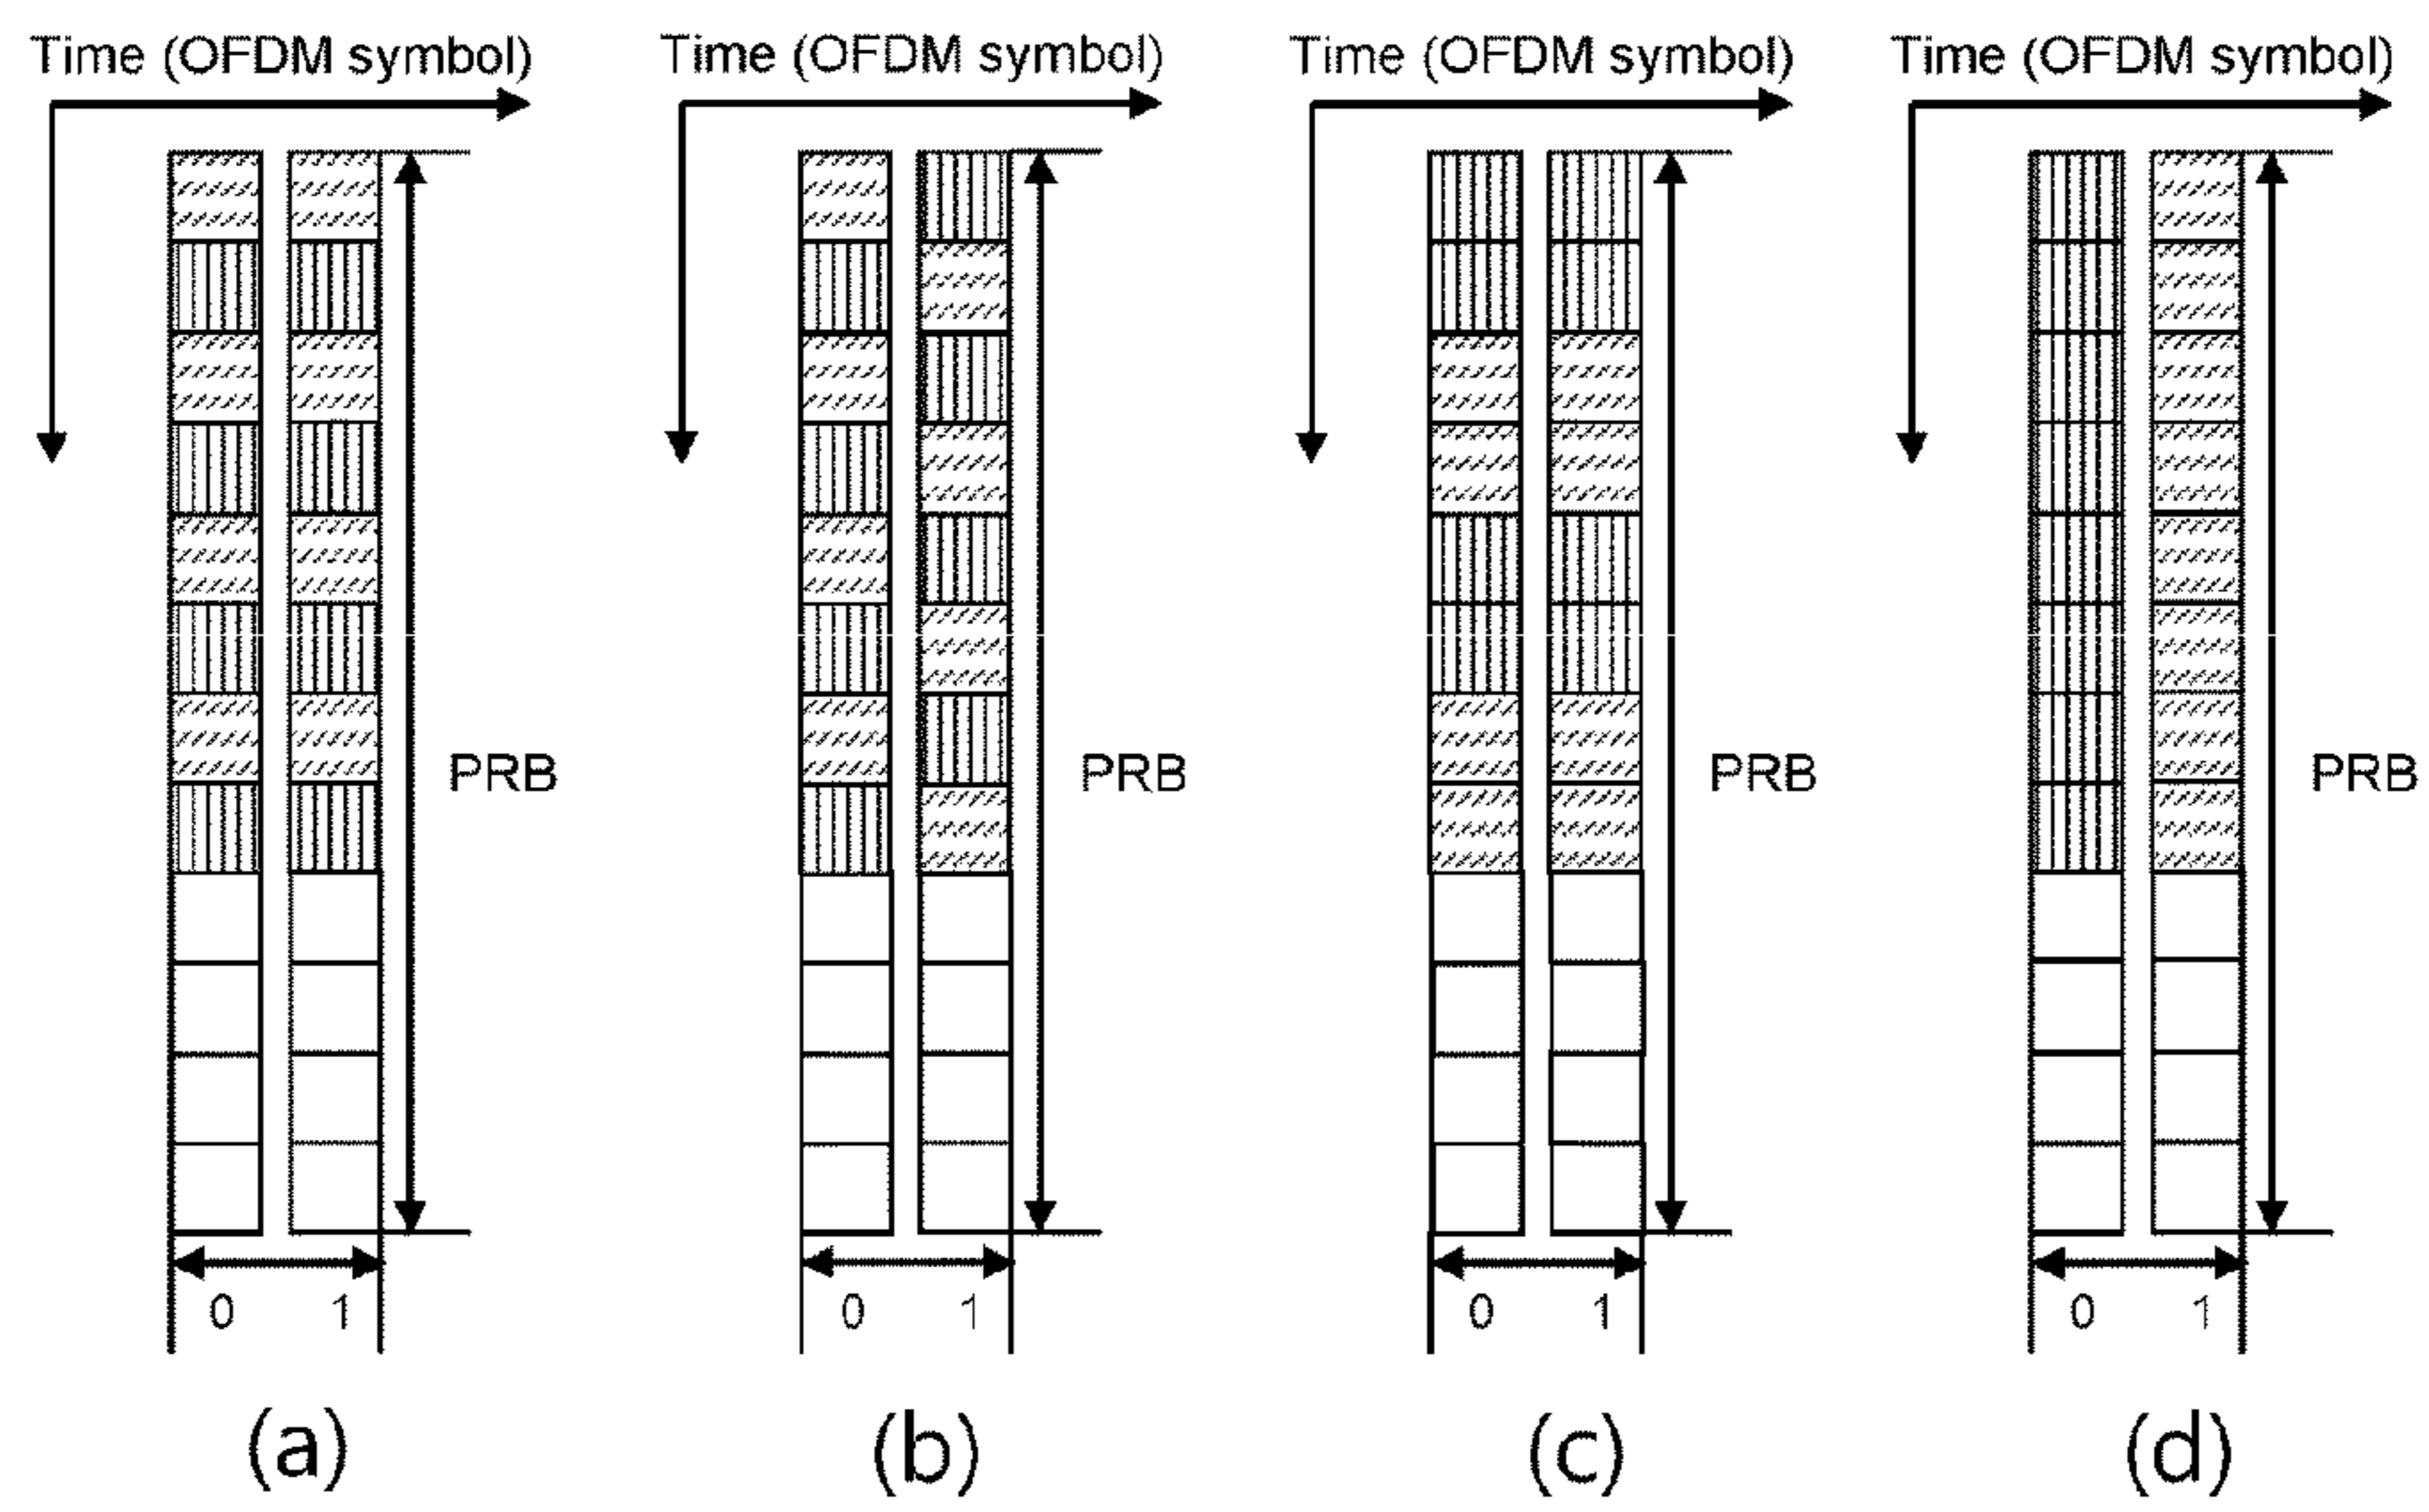 Time (OFDM symbol) Time (OFDM symbol) Time (OFDM symbol) Time (OFDM symbol)
PRB PRB PRB PRB
0 1 0 1 0 1 0 1
(a) (b) (c) (d)